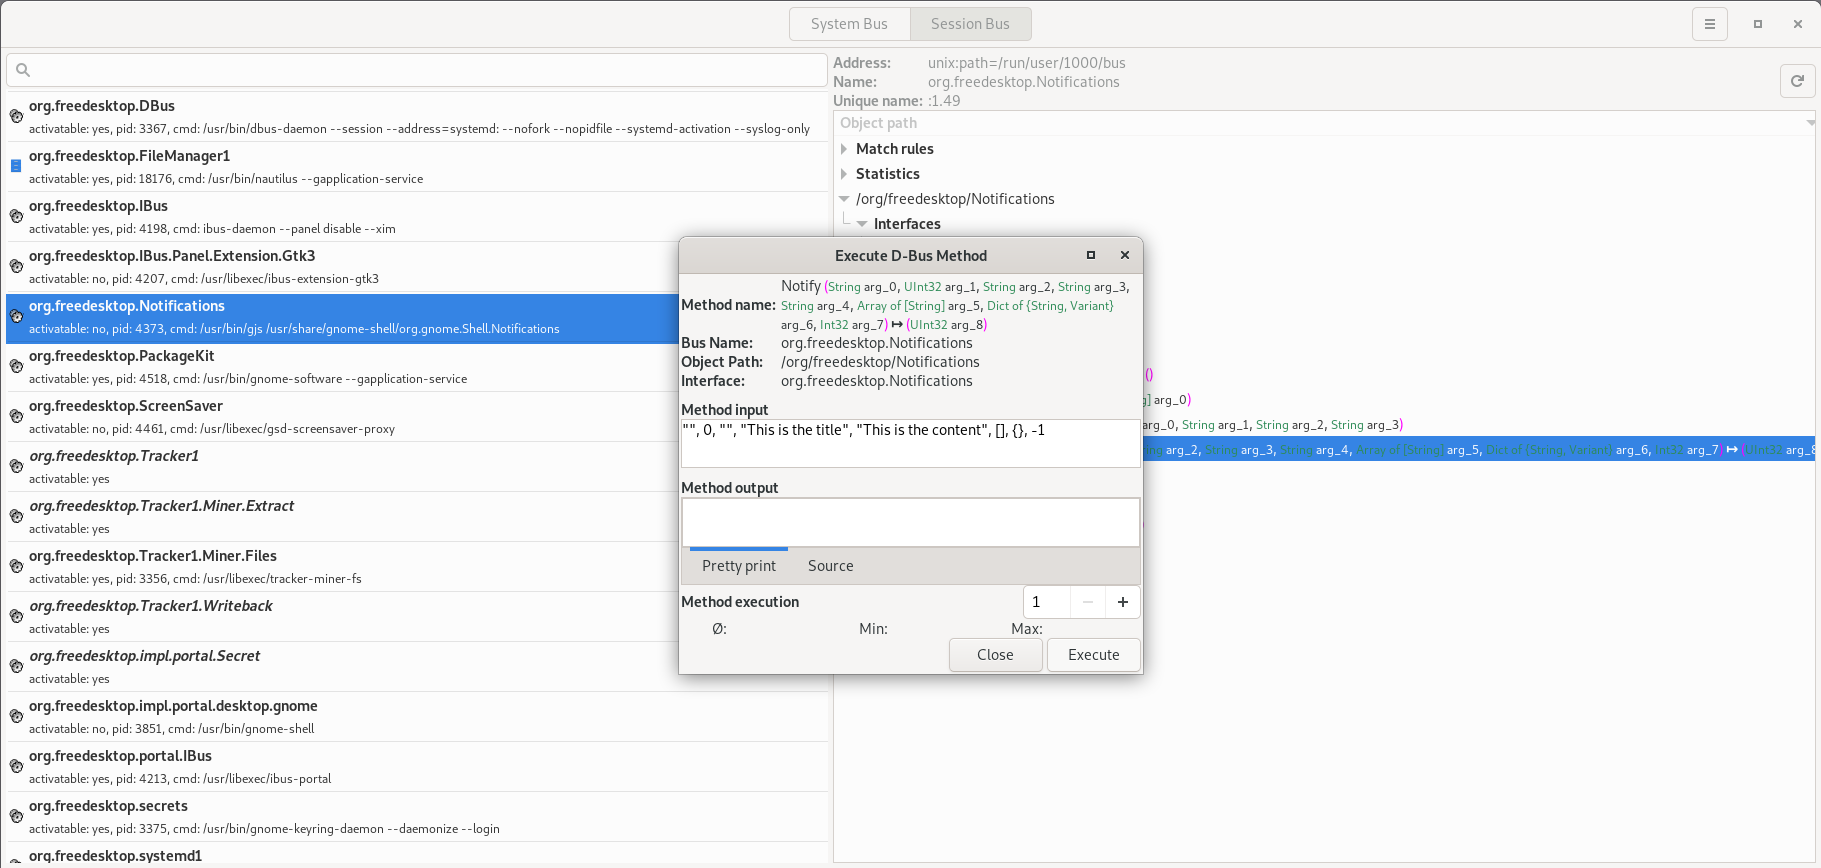 System Bus Session Bus
org.freedesktop.DBus
activatable: yes, pid: 3367, cmd: /usr/bin/dbus-daemon --session --address=systemd: --nofork --nopidfile --systemd-activation --syslog-only
org.freedesktop.FileManager1
activatable: yes, pid: 18176, cmd: /usr/bin/nautilus --gapplication-service
org.freedesktop.IBus
activatable: yes, pid: 4198, cmd: ibus-daemon --panel disable --xim
org.freedesktop.IBus.Panel.Extension.Gtk3
activatable: no, pid: 4207, cmd: /usr/libexec/ibus-extension-gtk3
org.freedesktop.Notifications
activatable: no, pid: 4373, cmd: /usr/bin/gjs /usr/share/gnome-shell/org.gnome.Shell.Notifications
org.freedesktop.PackageKit
activatable: yes, pid: 4518, cmd: /usr/bin/gnome-software --gapplication-service
org.freedesktop.ScreenSaver
activatable: no, pid: 4461, cmd: /usr/libexec/gsd-screensaver-proxy
org.freedesktop.Tracker1
activatable: yes
org.freedesktop.Tracker1.Miner.Extract
activatable: yes
org.freedesktop.Tracker1.Miner.Files
activatable: yes, pid: 3356, cmd: /usr/libexec/tracker-miner-fs
org.freedesktop.Tracker1.Writeback
activatable: yes
org.freedesktop.impl.portal.Secret
activatable: yes
org.freedesktop.impl.portal.desktop.gnome
activatable: no, pid: 3851, cmd: /usr/bin/gnome-shell
org.freedesktop.portal.IBus
activatable: yes, pid: 4213, cmd: /usr/libexec/ibus-portal
org.freedesktop.secrets
activatable: yes, pid: 3375, cmd: /usr/bin/gnome-keyring-daemon --daemonize --login
org.freedesktop.systemd1
Address: unix:path=/run/user/1000/bus
Name: org.freedesktop.Notifications
Unique name: :1.49
Object path
Match rules
Statistics
/org/freedesktop/Notifications
Interfaces
()
] arg_0)
arg_0, String arg_1, String arg_2, String arg_3)
arg_2, String arg_3, String arg_4, Array of [String] arg_5, Dict of {String, Variant} arg_6, Int32 arg_7) ↦ (UInt32 arg_8
Execute D-Bus Method
Method name: Notify (String arg_0, UInt32 arg_1, String arg_2, String arg_3,
String arg_4, Array of [String] arg_5, Dict of {String, Variant}
arg_6, Int32 arg_7) ↦ (UInt32 arg_8)
Bus Name: org.freedesktop.Notifications
Object Path: /org/freedesktop/Notifications
Interface: org.freedesktop.Notifications
Method input
"", 0, "", "This is the title", "This is the content", [], {}, -1
Method output
Pretty print Source
Method execution 1 − +
Ø: Min: Max:
Close Execute